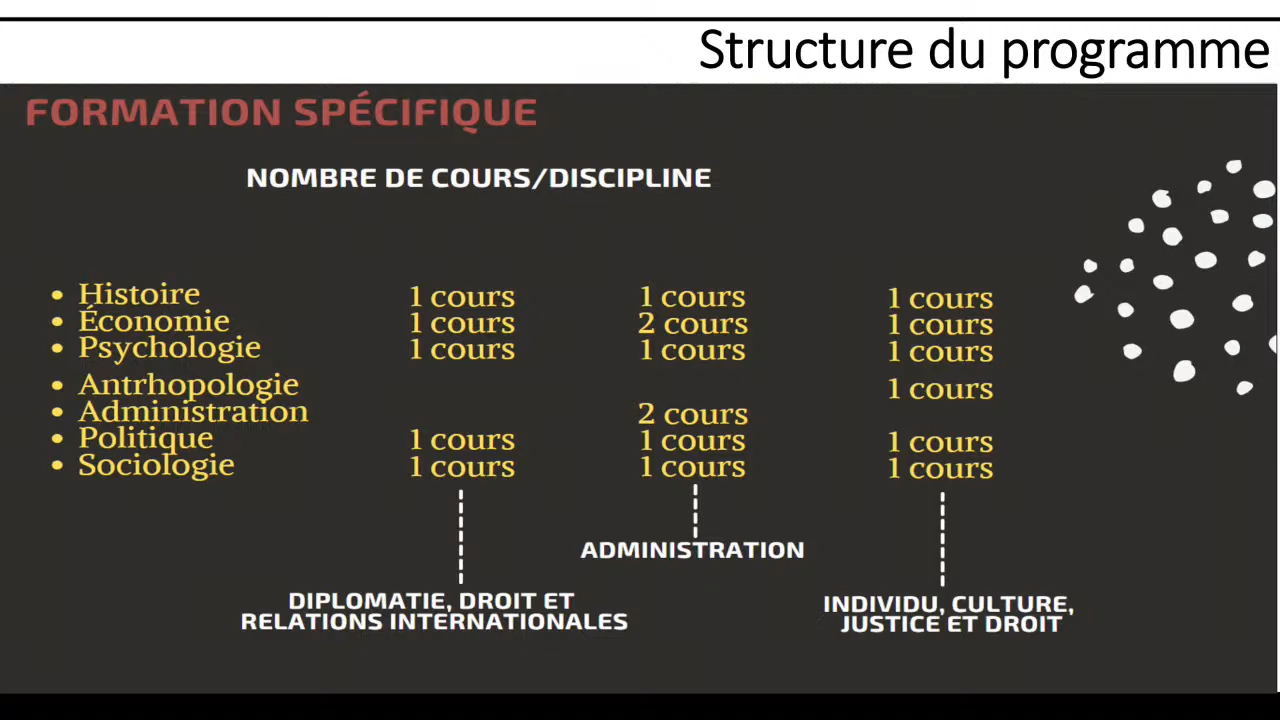 Structure du programme
FORMATION SPÉCIFIQUE
NOMBRE DE COURS/DISCIPLINE
• Histoire 1 cours 1 cours 1 cours
• Économie 1 cours 2 cours 1 cours
• Psychologie 1 cours 1 cours 1 cours
• Antrhopologie 1 cours
• Administration 2 cours
• Politique 1 cours 1 cours 1 cours
• Sociologie 1 cours 1 cours 1 cours
ADMINISTRATION
DIPLOMATIE, DROIT ET
RELATIONS INTERNATIONALES
INDIVIDU, CULTURE,
JUSTICE ET DROIT